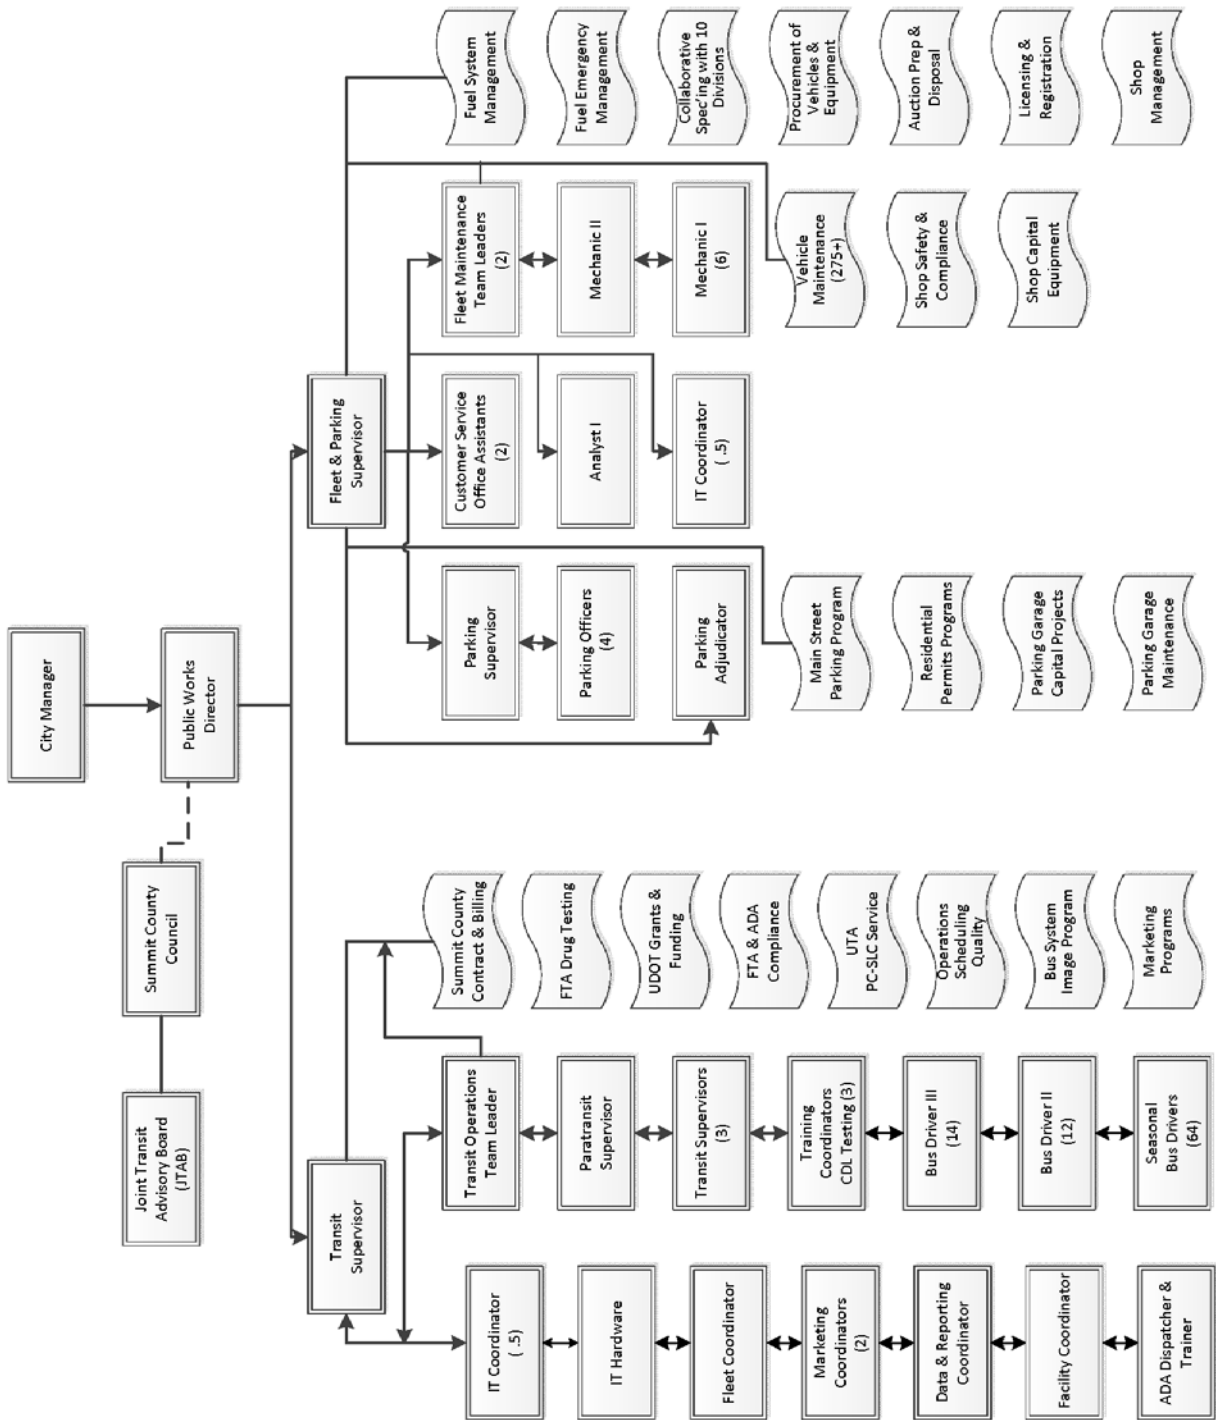 City Manager
Public Works
Director
Summit County
Council
Joint Transit
Advisory Board
(JTAB)
Transit
Supervisor
Fleet & Parking
Supervisor
IT Coordinator
( .5)
IT Hardware
Fleet Coordinator
Marketing
Coordinators
(2)
Data & Reporting
Coordinator
Facility Coordinator
ADA Dispatcher &
Trainer
Transit Operations
Team Leader
Paratransit
Supervisor
Transit Supervisors
(3)
Training
Coordinators
CDL Testing (3)
Bus Driver III
(14)
Bus Driver II
(12)
Seasonal
Bus Drivers
(64)
Summit County
Contract & Billing
FTA Drug Testing
UDOT Grants &
Funding
FTA & ADA
Compliance
UTA
PC-SLC Service
Operations
Scheduling
Quality
Bus System
Image Program
Marketing
Programs
Parking
Supervisor
Parking Officers
(4)
Parking
Adjudicator
Main Street
Parking Program
Residential
Permits Programs
Parking Garage
Capital Projects
Parking Garage
Maintenance
Customer Service
Office Assistants
(2)
Analyst I
IT Coordinator
( .5)
Fleet Maintenance
Team Leaders
(2)
Mechanic II
Mechanic I
(6)
Vehicle
Maintenance
(275+)
Shop Safety &
Compliance
Shop Capital
Equipment
Fuel System
Management
Fuel Emergency
Management
Collaborative
Spec'ing with 10
Divisions
Procurement of
Vehicles &
Equipment
Auction Prep &
Disposal
Licensing &
Registration
Shop
Management